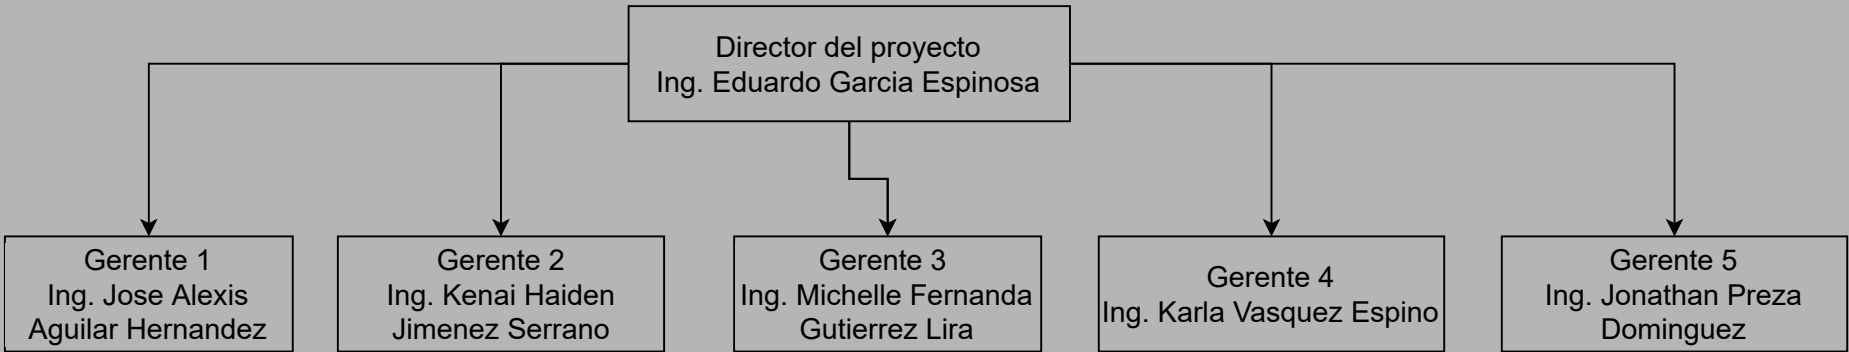 Director del proyecto
Ing. Eduardo Garcia Espinosa
Gerente 1
Ing. Jose Alexis
Aguilar Hernandez
Gerente 2
Ing. Kenai Haiden
Jimenez Serrano
Gerente 3
Ing. Michelle Fernanda
Gutierrez Lira
Gerente 4
Ing. Karla Vasquez Espino
Gerente 5
Ing. Jonathan Preza
Dominguez